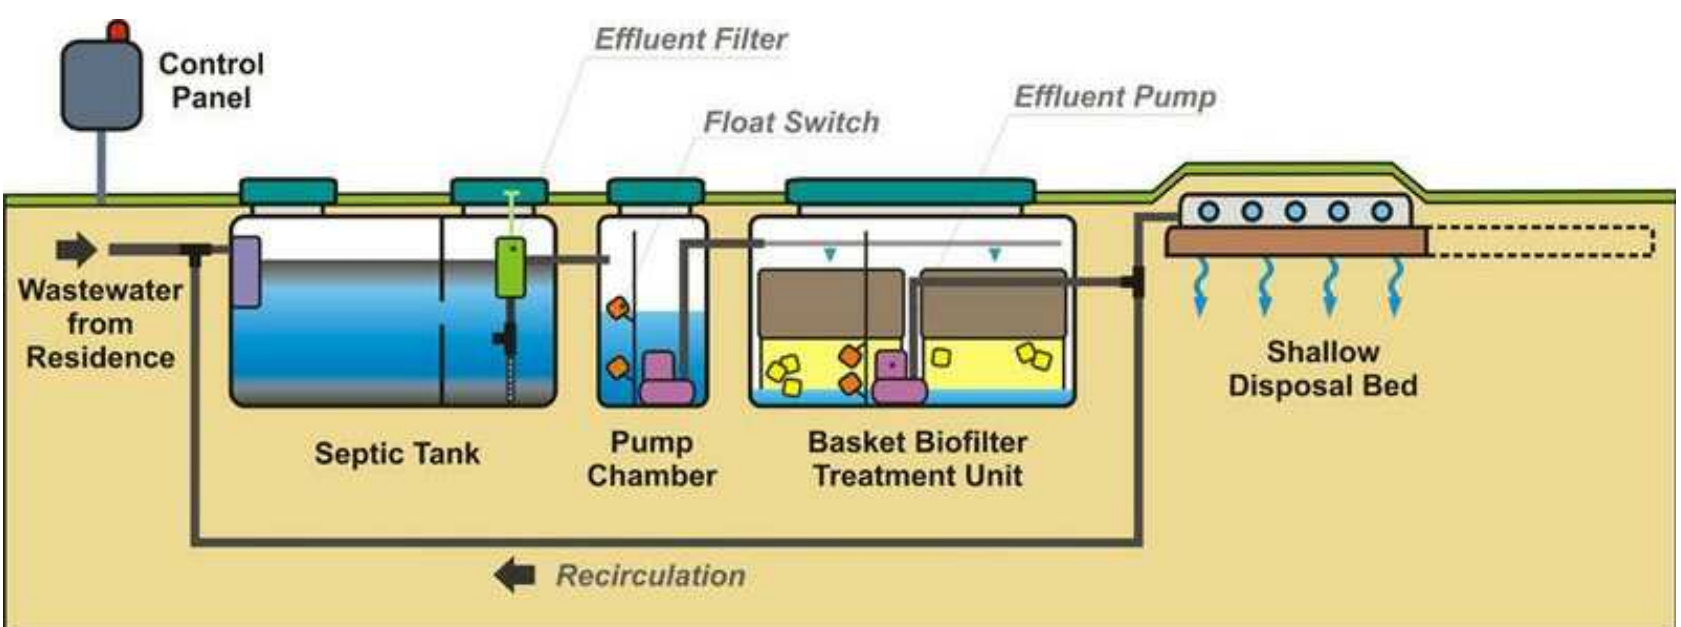 Effluent Filter
Control
Panel
Effluent Pump
Float Switch
Wastewater
from
Residence
Shallow
Disposal Bed
Septic Tank
Pump
Chamber
Basket Biofilter
Treatment Unit
Recirculation